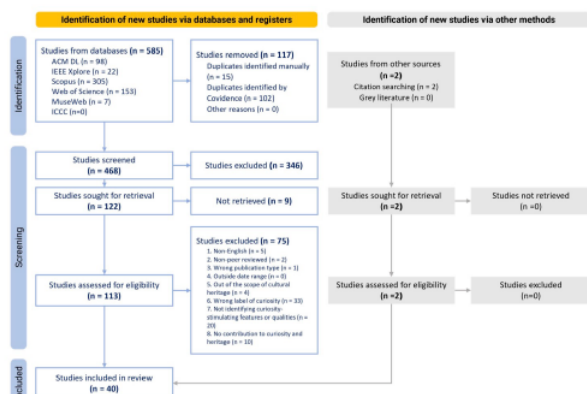 Identification of new studies via databases and registers
Identification of new studies via other methods
Identification
Studies from databases (n = 585)
ACM DL (n = 98)
IEEE Xplore (n = 22)
Scopus (n = 305)
Web of Science (n = 153)
MuseWeb (n = 7)
ICCC (n=0)
Studies removed (n = 117)
Duplicates identified manually
(n = 15)
Duplicates identified by
Covidence (n = 102)
Other reasons (n = 0)
Studies from other sources
(n =2)
Citation searching (n = 2)
Grey literature (n = 0)
Screening
Studies screened
(n = 468)
Studies excluded (n = 346)
Studies sought for retrieval
(n = 122)
Not retrieved (n = 9)
Studies sought for retrieval
(n =2)
Studies not retrieved
(n =0)
Studies assessed for eligibility
(n = 113)
Studies excluded (n = 75)
1. Non-English (n = 5)
2. Non-peer reviewed (n = 2)
3. Wrong publication type (n = 1)
4. Outside date range (n = 0)
5. Out of the scope of cultural
heritage (n = 4)
6. Wrong label of curiosity (n = 33)
7. Not identifying curiosity-
stimulating features or qualities (n =
20)
8. No contribution to curiosity and
heritage (n = 10)
Studies assessed for eligibility
(n =2)
Studies excluded
(n=0)
Included
Studies included in review
(n = 40)